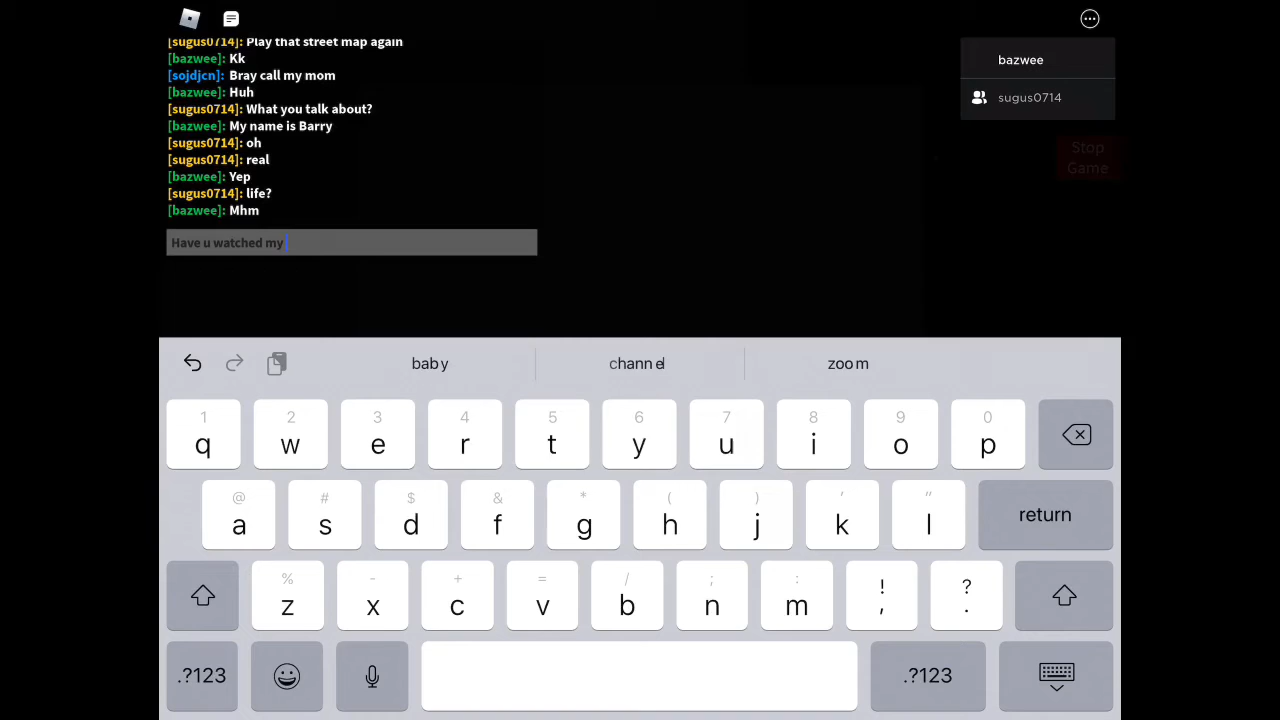 [sugus0714]: Play that street map again
[bazwee]: Kk
[sojdjcn]: Bray call my mom
[bazwee]: Huh
[sugus0714]: What you talk about?
[bazwee]: My name is Barry
[sugus0714]: oh
[sugus0714]: real
[bazwee]: Yep
[sugus0714]: life?
[bazwee]: Mhm
Have u watched my
bazwee
sugus0714
Stop
Game
baby channel zoom
1 2 3 4 5 6 7 8 9 0
q w e r t y u i o p
@ # $ & * ( ) ' "
a s d f g h j k l return
% - + = / ; : ! ?
z x c v b n m , .
.?123 .?123